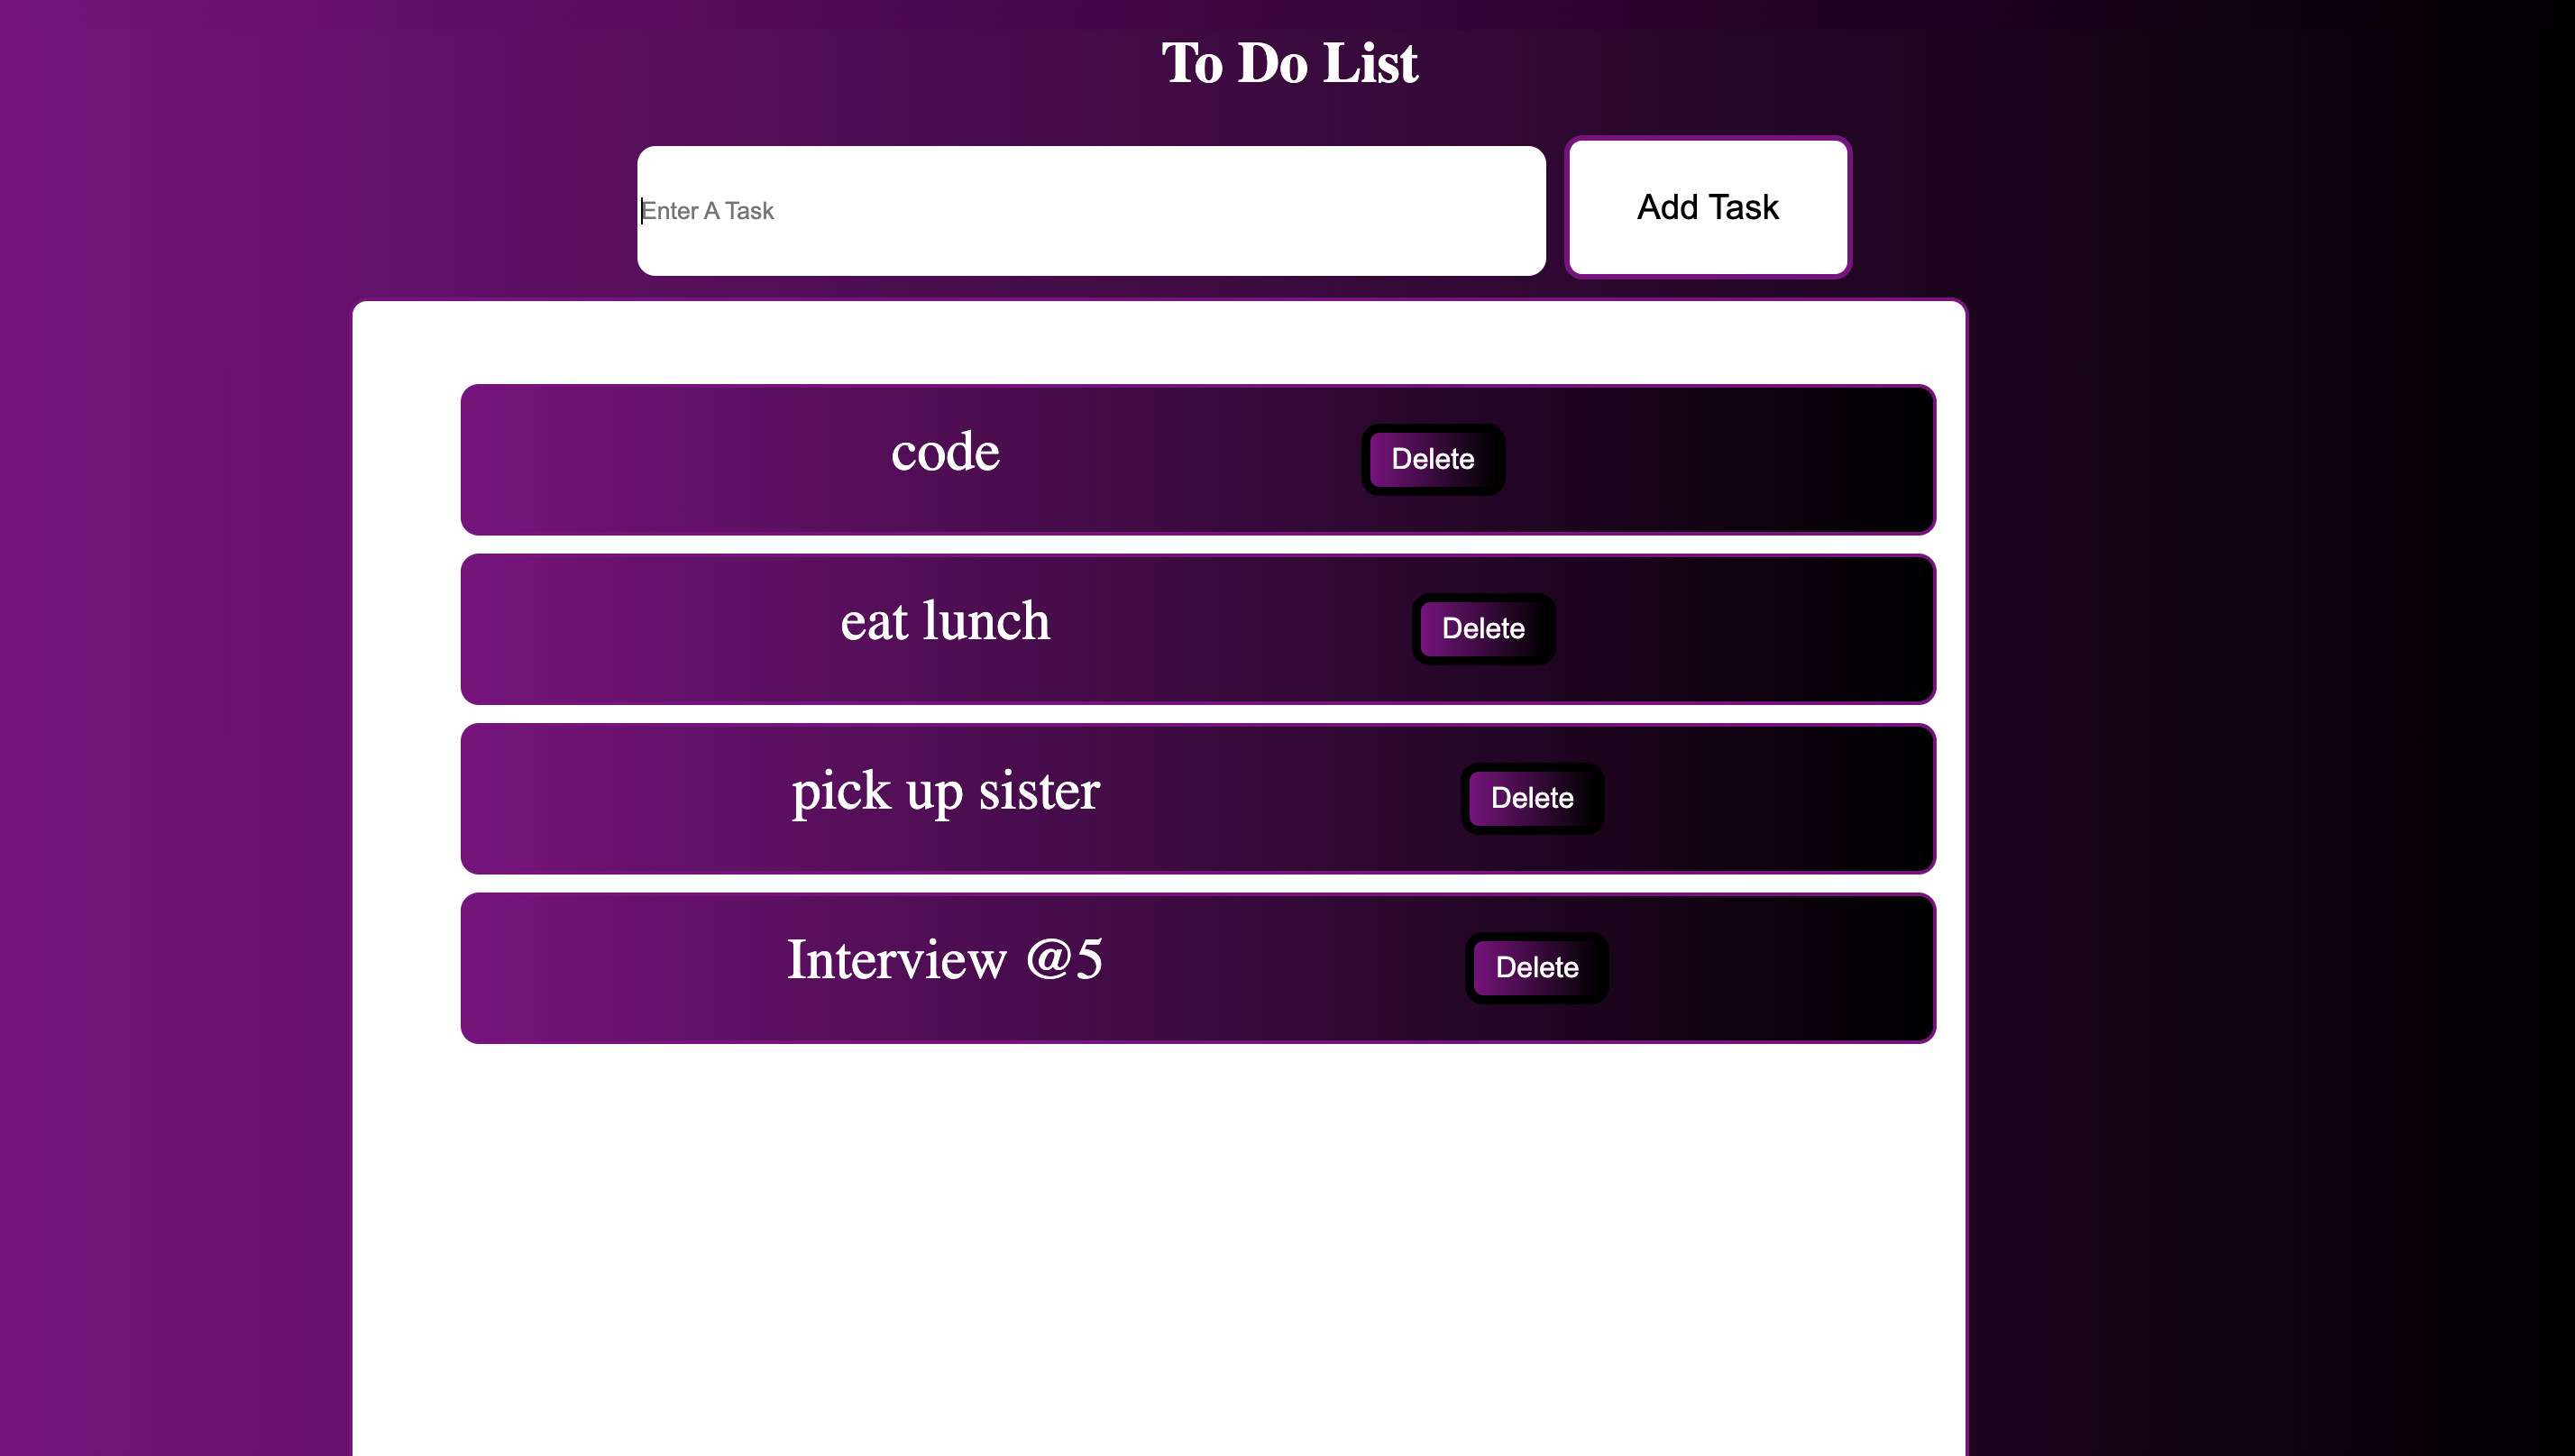 To Do List
Enter A Task
Add Task
code
Delete
eat lunch
Delete
pick up sister
Delete
Interview @5
Delete